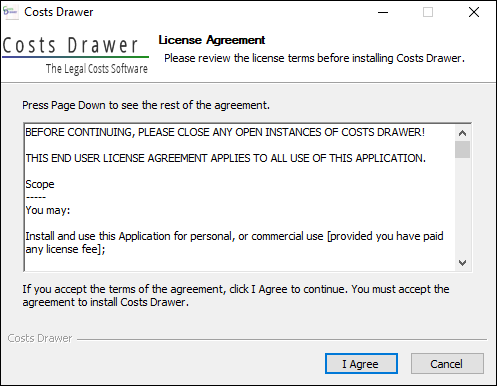 Costs Drawer
Costs Drawer
The Legal Costs Software
License Agreement
Please review the license terms before installing Costs Drawer.
Press Page Down to see the rest of the agreement.
BEFORE CONTINUING, PLEASE CLOSE ANY OPEN INSTANCES OF COSTS DRAWER!
THIS END USER LICENSE AGREEMENT APPLIES TO ALL USE OF THIS APPLICATION.
Scope
-----
You may:
Install and use this Application for personal, or commercial use [provided you have paid
any license fee];
If you accept the terms of the agreement, click I Agree to continue. You must accept the
agreement to install Costs Drawer.
Costs Drawer
I Agree
Cancel